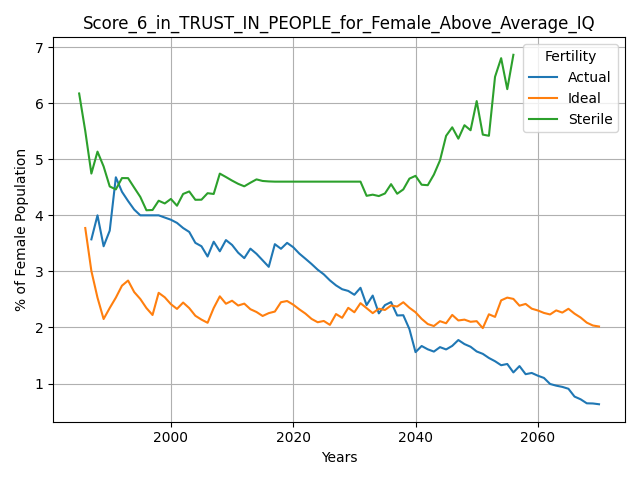 Score_6_in_TRUST_IN_PEOPLE_for_Female_Above_Average_IQ
Fertility
Actual
Ideal
Sterile
% of Female Population
7
6
5
4
3
2
1
2000
2020
2040
2060
Years